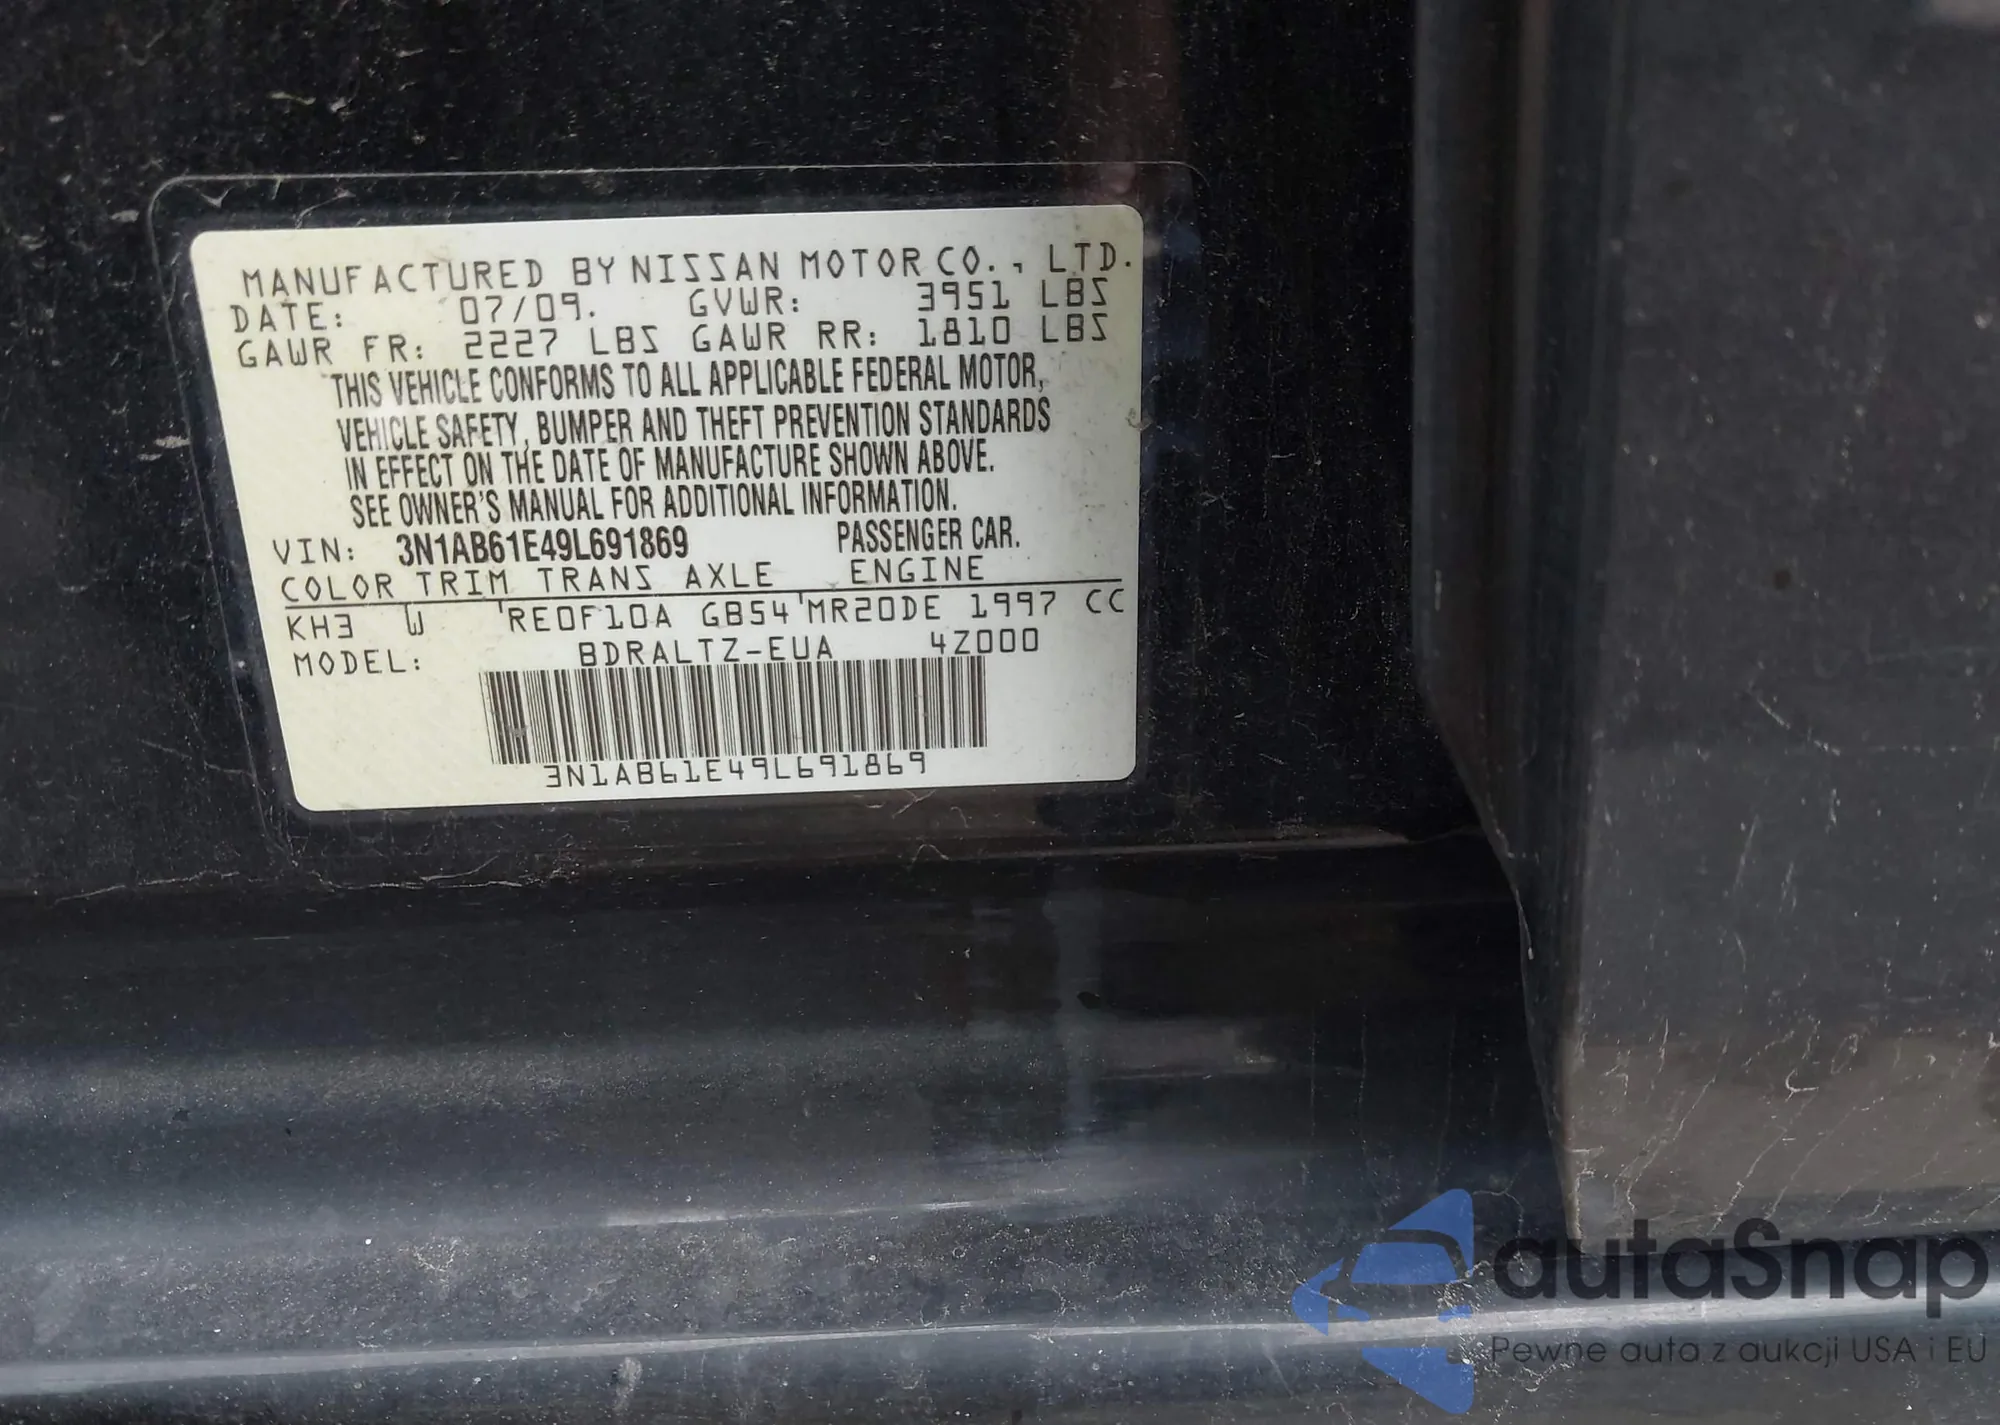 MANUFACTURED BY NISSAN MOTOR CO., LTD.
DATE: 07/09. GVWR: 3951 LBS
GAWR FR: 2227 LBS GAWR RR: 1810 LBS
THIS VEHICLE CONFORMS TO ALL APPLICABLE FEDERAL MOTOR,
VEHICLE SAFETY, BUMPER AND THEFT PREVENTION STANDARDS
IN EFFECT ON THE DATE OF MANUFACTURE SHOWN ABOVE.
SEE OWNER'S MANUAL FOR ADDITIONAL INFORMATION.
VIN: 3N1AB61E49L691869 PASSENGER CAR.
COLOR TRIM TRANS AXLE ENGINE
KH3 W RE0F10A GB54 MR20DE 1997 CC
MODEL: BDRALTZ-EUA 4Z000
3N1AB61E49L691869
autaSnap
Pewne auta z aukcji USA i EU